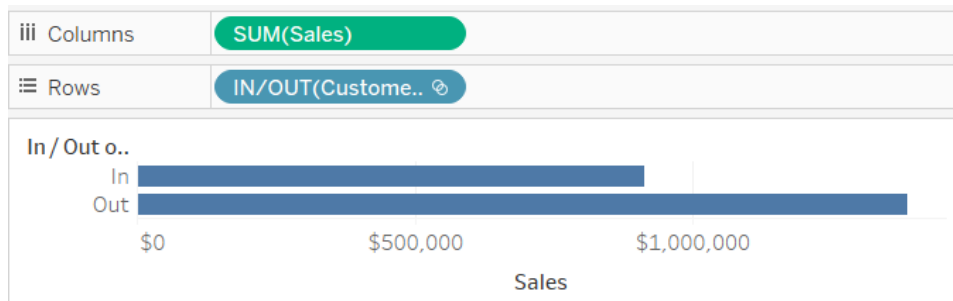 Columns SUM(Sales)
Rows IN/OUT(Custome..
In / Out o..
In
Out
$0 $500,000 $1,000,000
Sales